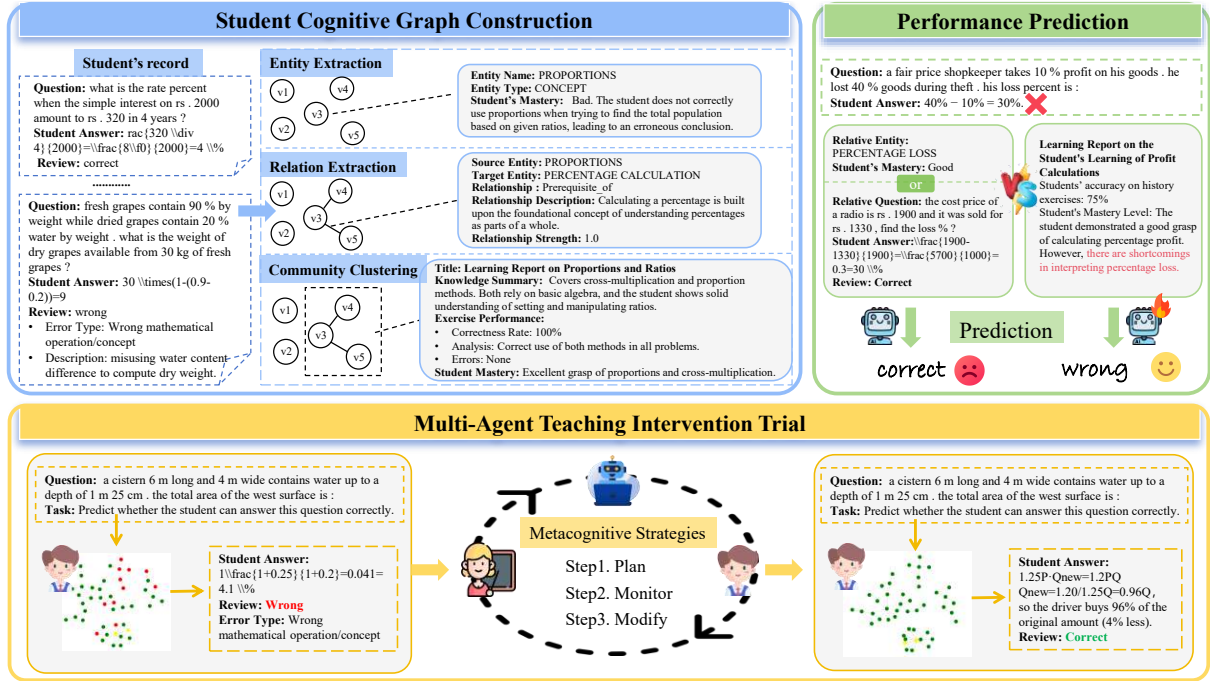 Student Cognitive Graph Construction
Student's record
Question: what is the rate percent
when the simple interest on rs . 2000
amount to rs . 320 in 4 years ?
Student Answer: rac{320 \\div
4}{2000}=\\frac{8\\f0}{2000}=4 \\%
Review: correct
............
Question: fresh grapes contain 90 % by
weight while dried grapes contain 20 %
water by weight . what is the weight of
dry grapes available from 30 kg of fresh
grapes ?
Student Answer: 30 \\times(1-(0.9-
0.2))=9
Review: wrong
• Error Type: Wrong mathematical
operation/concept
• Description: misusing water content
difference to compute dry weight.
Entity Extraction
v1
v4
v3
v2
v5
Entity Name: PROPORTIONS
Entity Type: CONCEPT
Student's Mastery: Bad. The student does not correctly
use proportions when trying to find the total population
based on given ratios, leading to an erroneous conclusion.
Relation Extraction
v1
v4
v3
v2
v5
Source Entity: PROPORTIONS
Target Entity: PERCENTAGE CALCULATION
Relationship : Prerequisite_of
Relationship Description: Calculating a percentage is built
upon the foundational concept of understanding percentages
as parts of a whole.
Relationship Strength: 1.0
Community Clustering
v1
v4
v3
v2
v5
Title: Learning Report on Proportions and Ratios
Knowledge Summary: Covers cross-multiplication and proportion
methods. Both rely on basic algebra, and the student shows solid
understanding of setting and manipulating ratios.
Exercise Performance:
• Correctness Rate: 100%
• Analysis: Correct use of both methods in all problems.
• Errors: None
Student Mastery: Excellent grasp of proportions and cross-multiplication.
Performance Prediction
Question: a fair price shopkeeper takes 10 % profit on his goods . he
lost 40 % goods during theft . his loss percent is :
Student Answer: 40% − 10% = 30%.
Relative Entity:
PERCENTAGE LOSS
Student's Mastery: Good
or
Relative Question: the cost price of
a radio is rs . 1900 and it was sold for
rs . 1330 , find the loss % ?
Student Answer:\\frac{1900-
1330}{1900}=\\frac{5700}{1000}=
0.3=30 \\%
Review: Correct
VS
Learning Report on the
Student's Learning of Profit
Calculations
Students' accuracy on history
exercises: 75%
Student's Mastery Level: The
student demonstrated a good grasp
of calculating percentage profit.
However, there are shortcomings
in interpreting percentage loss.
Prediction
correct
wrong
Multi-Agent Teaching Intervention Trial
Question: a cistern 6 m long and 4 m wide contains water up to a
depth of 1 m 25 cm . the total area of the west surface is :
Task: Predict whether the student can answer this question correctly.
Student Answer:
1\\frac{1+0.25}{1+0.2}=0.041=
4.1 \\%
Review: Wrong
Error Type: Wrong
mathematical operation/concept
Metacognitive Strategies
Step1. Plan
Step2. Monitor
Step3. Modify
Question: a cistern 6 m long and 4 m wide contains water up to a
depth of 1 m 25 cm . the total area of the west surface is :
Task: Predict whether the student can answer this question correctly.
Student Answer:
1.25P·Qnew=1.2PQ
Qnew=1.20/1.25Q=0.96Q,
so the driver buys 96% of the
original amount (4% less).
Review: Correct